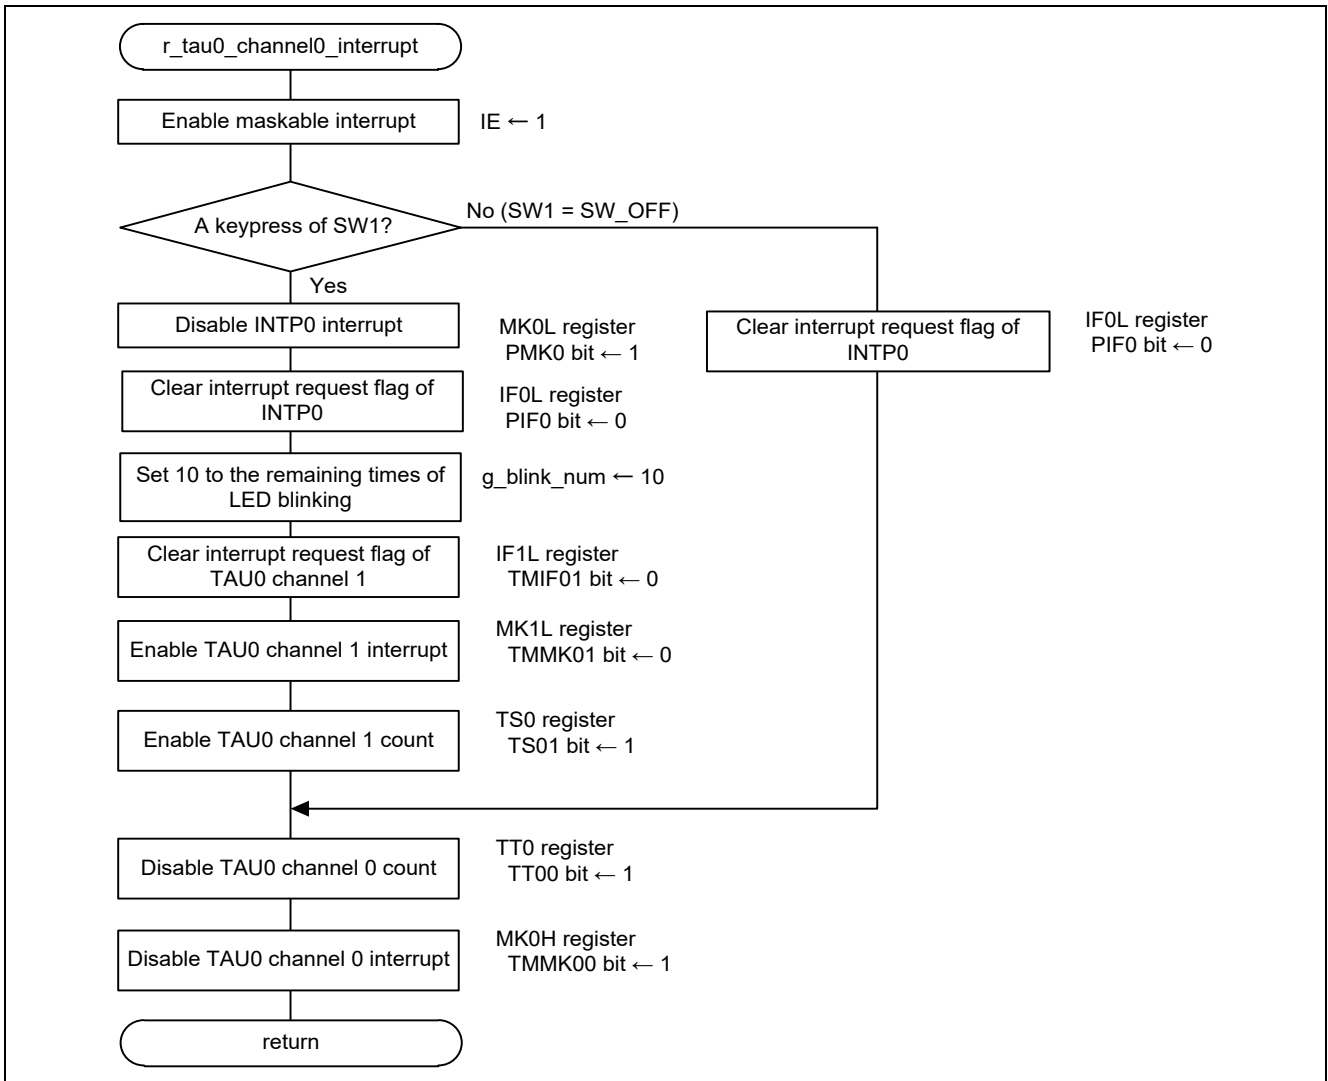 r_tau0_channel0_interrupt
Enable maskable interrupt
IE ← 1
A keypress of SW1?
No (SW1 = SW_OFF)
Yes
Disable INTP0 interrupt
MK0L register
PMK0 bit ← 1
Clear interrupt request flag of
INTP0
IF0L register
PIF0 bit ← 0
Clear interrupt request flag of
INTP0
IF0L register
PIF0 bit ← 0
Set 10 to the remaining times of
LED blinking
g_blink_num ← 10
Clear interrupt request flag of
TAU0 channel 1
IF1L register
TMIF01 bit ← 0
Enable TAU0 channel 1 interrupt
MK1L register
TMMK01 bit ← 0
Enable TAU0 channel 1 count
TS0 register
TS01 bit ← 1
Disable TAU0 channel 0 count
TT0 register
TT00 bit ← 1
Disable TAU0 channel 0 interrupt
MK0H register
TMMK00 bit ← 1
return